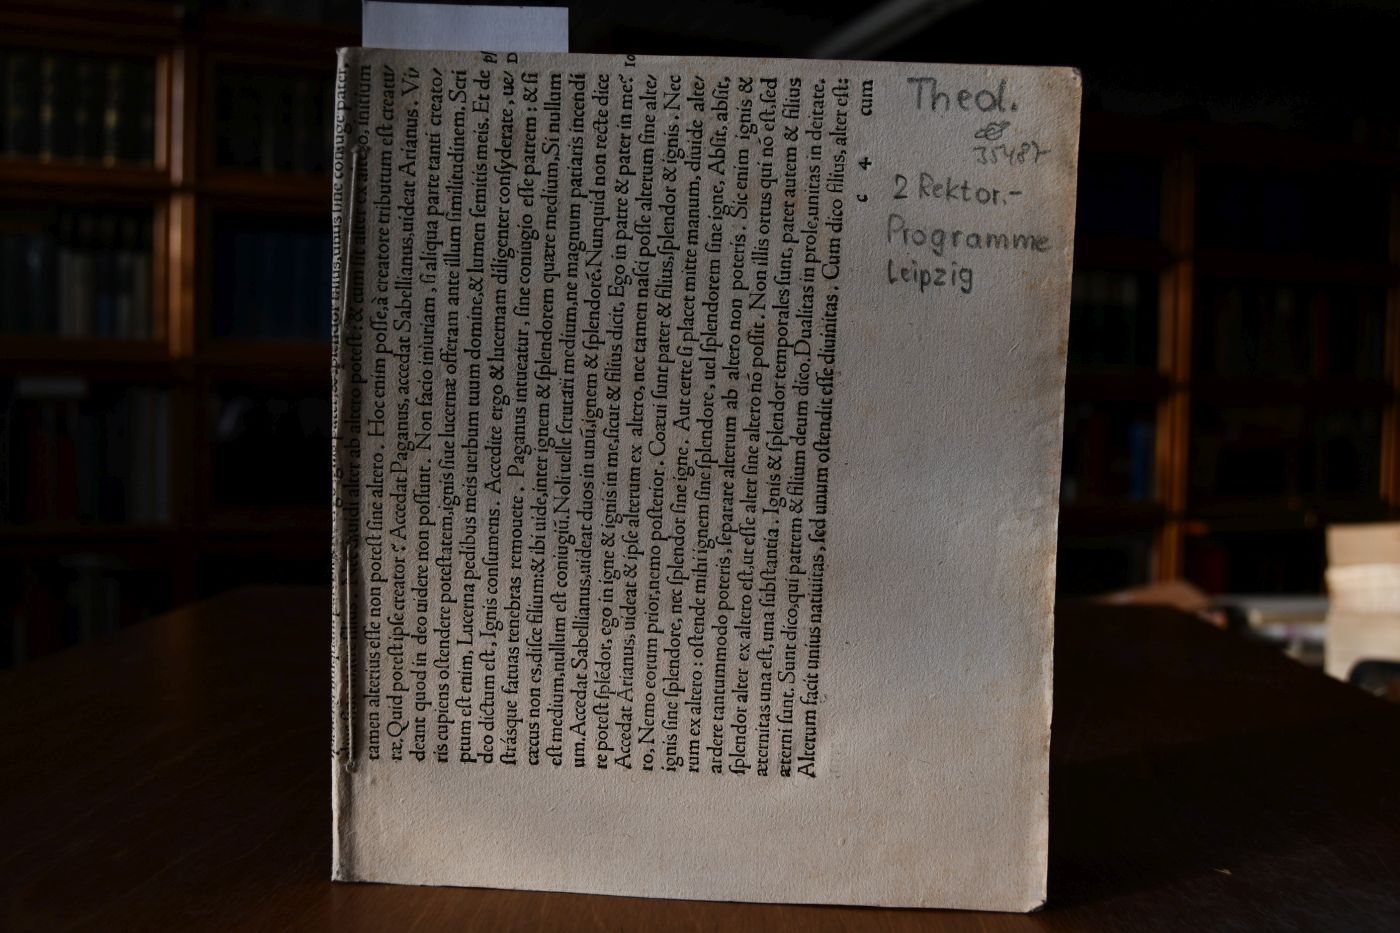 tamen alterius esse non potest sine altero. Hoc enim posse, à creatore tributum est creatu/
ræ. Quid potest ipse creator? Accedat Paganus, accedat Sabellianus, uideat Arianus. Vi/
deant quod in deo uidere non possunt. Non facio iniuriam, si aliqua parte tanti creato/
ris cupiens ostendere potestatem, ignis siue lucernæ offeram ante illum similitudinem. Scri
ptum est enim, Lucerna pedibus meis uerbum tuum domine, & lumen semitis meis. Et de
deo dictum est, Ignis consumens. Accedite ergo & lucernam diligenter consyderate, ue/
strásque fatuas tenebras remouete. Paganus intueatur, sine coniugio esse patrem: & si
cæcus non es, disce filium: & ibi uide, inter ignem & splendorem quære medium. Si nullum
est medium, nullum est coniugiũ. Noli uelle scrutari medium, ne magnum patiaris incendi
um. Accedat Sabellianus, uideat duos in unũ, ignem & splendorẽ. Nunquid non recte dice
re potest splẽdor, ego in igne & ignis in me, sicut & filius dicit, Ego in patre & pater in me?
Accedat Arianus, uideat & ipse alterum ex altero, nec tamen nasci posse alterum sine alte/
ro. Nemo eorum prior, nemo posterior. Coæui sunt pater & filius, splendor & ignis. Nec
ignis sine splendore, nec splendor sine igne. Aut certe si placet mitte manum, diuide alte/
rum ex altero: ostende mihi ignem sine splendore, uel splendorem sine igne. Absit, absit,
ardere tantummodo poteris, separare alterum ab altero non poteris. Sic enim ignis &
splendor alter ex altero est, ut esse alter sine altero nõ possit. Non illis ortus qui nõ est, sed
æternitas una est, una substantia. Ignis & splendor temporales sunt, pater autem & filius
æterni sunt. Sunt dico, qui patrem & filium deum dico. Dualitas in prole, unitas in deitate.
Alterum facit unius natiuitas, sed unum ostendit esse diuinitas. Cum dico filius, alter est:
c 4 cum
Theol.
35487
2 Rektor.-
Programme
Leipzig